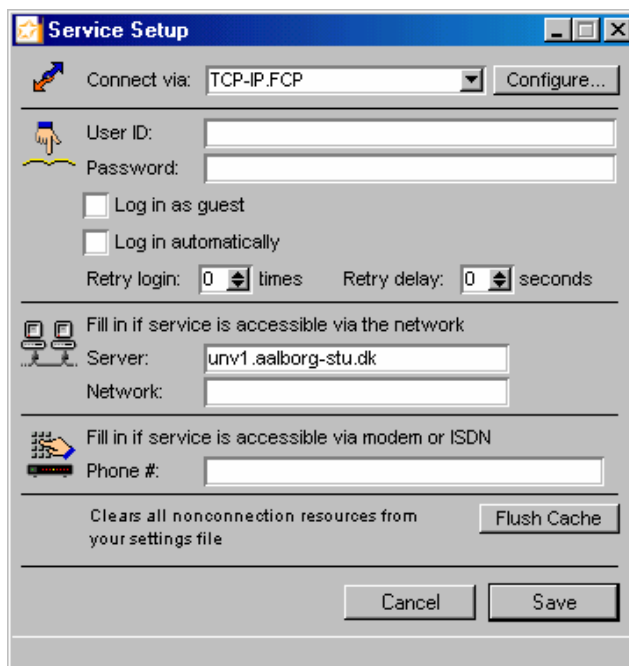 Service Setup
Connect via: TCP-IP.FCP Configure...
User ID:
Password:
Log in as guest
Log in automatically
Retry login: 0 times Retry delay: 0 seconds
Fill in if service is accessible via the network
Server: unv1.aalborg-stu.dk
Network:
Fill in if service is accessible via modem or ISDN
Phone #:
Clears all nonconnection resources from
your settings file
Flush Cache
Cancel Save